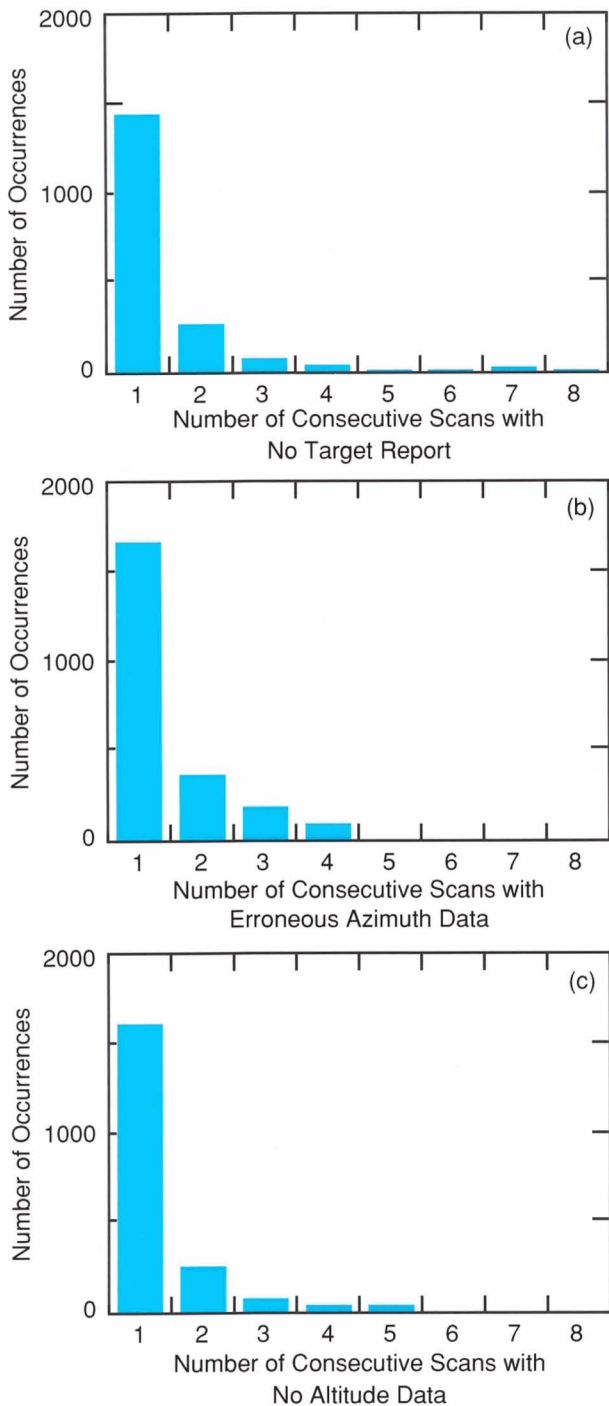 (a)
Number of Occurrences
2000
1000
0
1 2 3 4 5 6 7 8
Number of Consecutive Scans with
No Target Report
(b)
Number of Occurrences
2000
1000
0
1 2 3 4 5 6 7 8
Number of Consecutive Scans with
Erroneous Azimuth Data
(c)
Number of Occurrences
2000
1000
0
1 2 3 4 5 6 7 8
Number of Consecutive Scans with
No Altitude Data